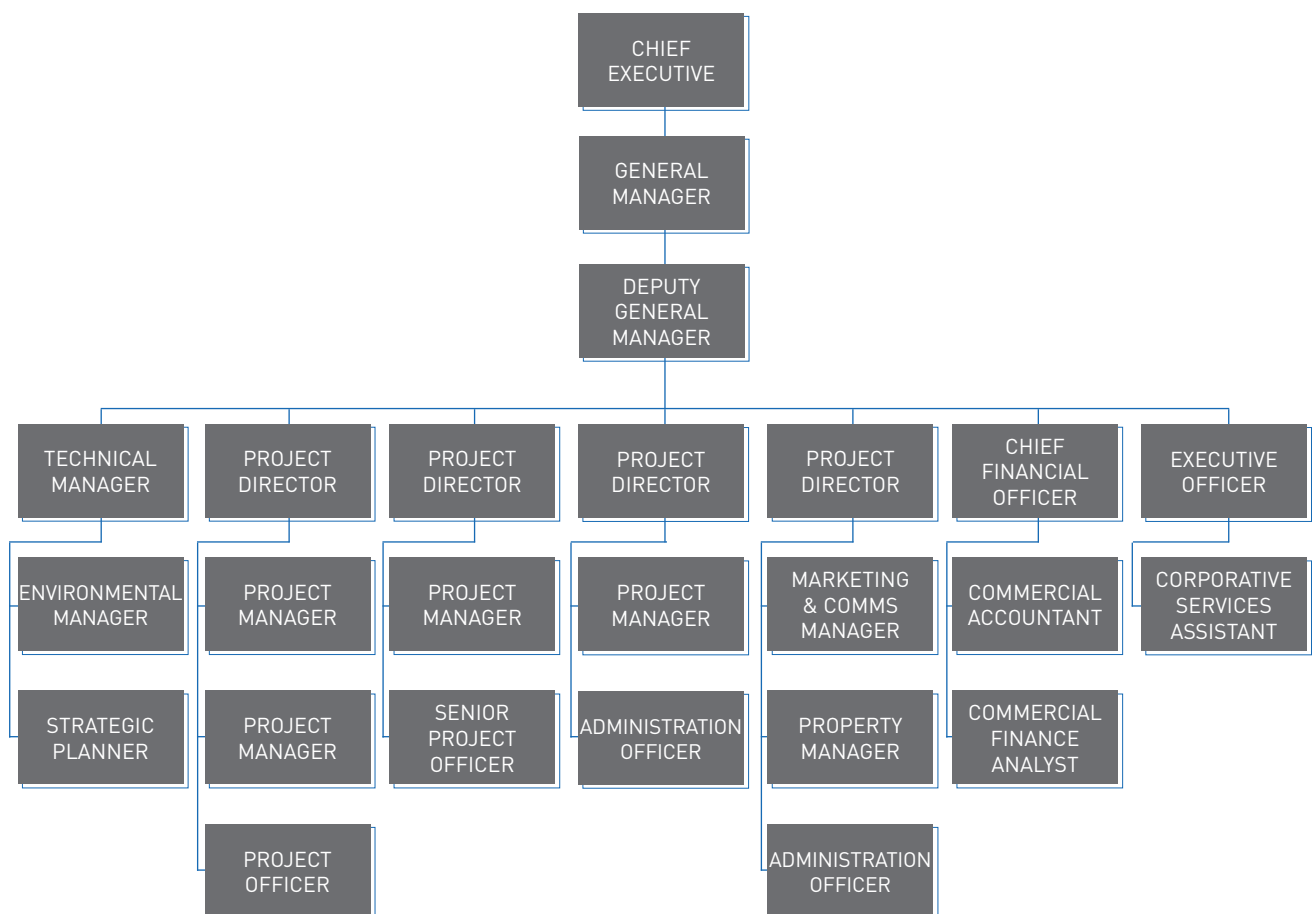 CHIEF
EXECUTIVE
GENERAL
MANAGER
DEPUTY
GENERAL
MANAGER
TECHNICAL
MANAGER
PROJECT
DIRECTOR
PROJECT
DIRECTOR
PROJECT
DIRECTOR
PROJECT
DIRECTOR
CHIEF
FINANCIAL
OFFICER
EXECUTIVE
OFFICER
ENVIRONMENTAL
MANAGER
PROJECT
MANAGER
PROJECT
MANAGER
PROJECT
MANAGER
MARKETING
& COMMS
MANAGER
COMMERCIAL
ACCOUNTANT
CORPORATIVE
SERVICES
ASSISTANT
STRATEGIC
PLANNER
PROJECT
MANAGER
SENIOR
PROJECT
OFFICER
ADMINISTRATION
OFFICER
PROPERTY
MANAGER
COMMERCIAL
FINANCE
ANALYST
PROJECT
OFFICER
ADMINISTRATION
OFFICER